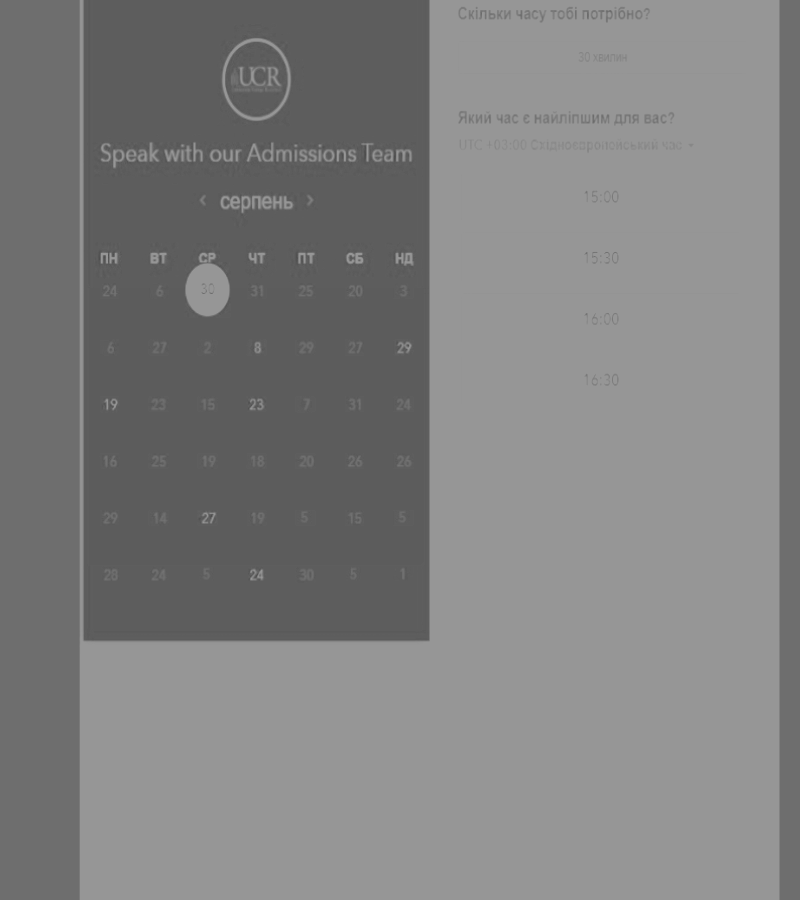 UCR
Speak with our Admissions Team
‹ серпень ›
ПН ВТ СР ЧТ ПТ СБ НД
24 6 30 31 25 20 3
6 27 2 8 29 27 29
19 23 15 23 7 31 24
16 25 19 18 20 26 26
29 14 27 19 5 15 5
28 24 5 24 30 5 1
Скільки часу тобі потрібно?
30 хвилин
Який час є найліпшим для вас?
UTC +03:00 Східноєвропейський час
15:00
15:30
16:00
16:30